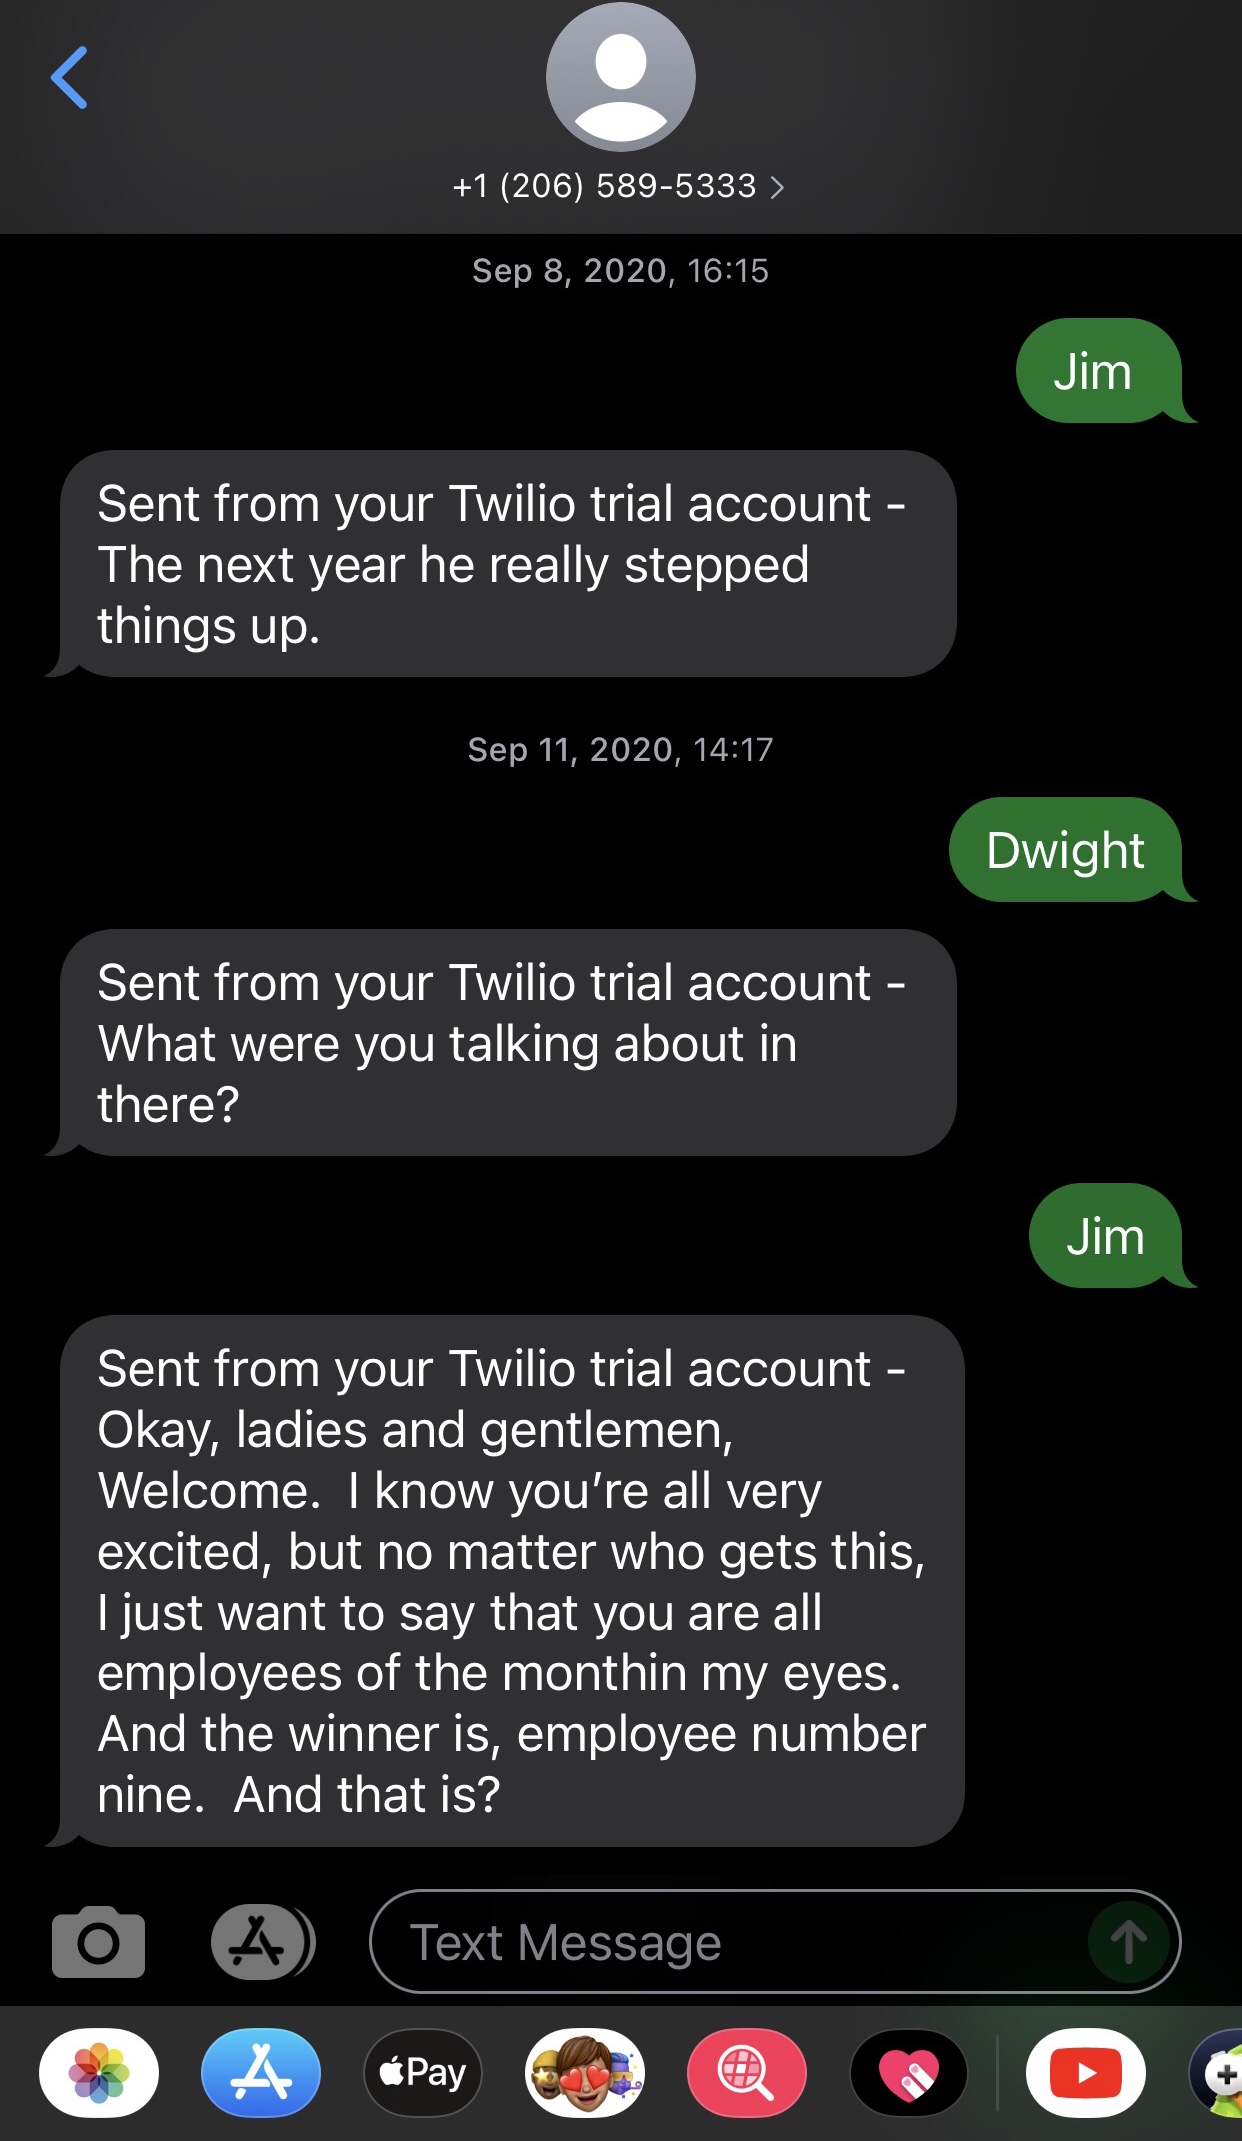 +1 (206) 589-5333
Sep 8, 2020, 16:15
Jim
Sent from your Twilio trial account -
The next year he really stepped
things up.
Sep 11, 2020, 14:17
Dwight
Sent from your Twilio trial account -
What were you talking about in
there?
Jim
Sent from your Twilio trial account -
Okay, ladies and gentlemen,
Welcome.  I know you’re all very
excited, but no matter who gets this,
I just want to say that you are all
employees of the monthin my eyes.
And the winner is, employee number
nine.  And that is?
Text Message
Pay